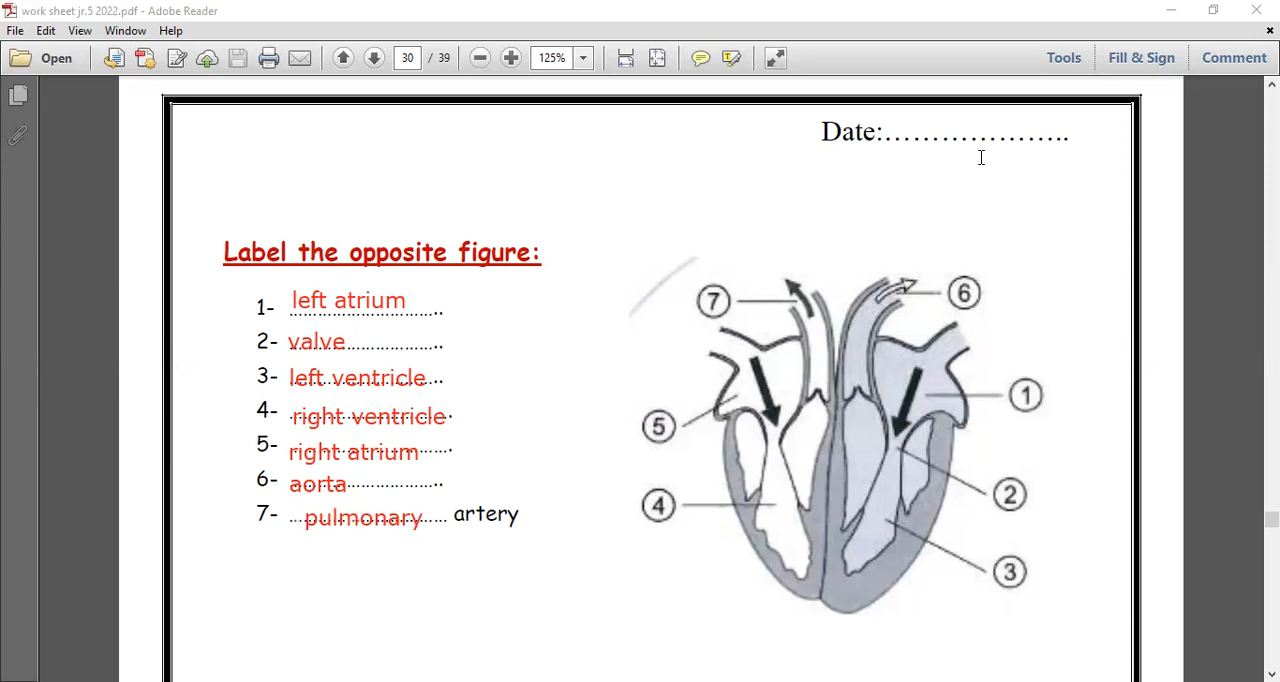 work sheet jr.5 2022.pdf - Adobe Reader
File Edit View Window Help
Open 30 / 39 125% Tools Fill & Sign Comment
Date:………………..
Label the opposite figure:
1- left atrium
2- valve
3- left ventricle
4- right ventricle
5- right atrium
6- aorta
7- pulmonary artery
7 6
5 1
4 2
3